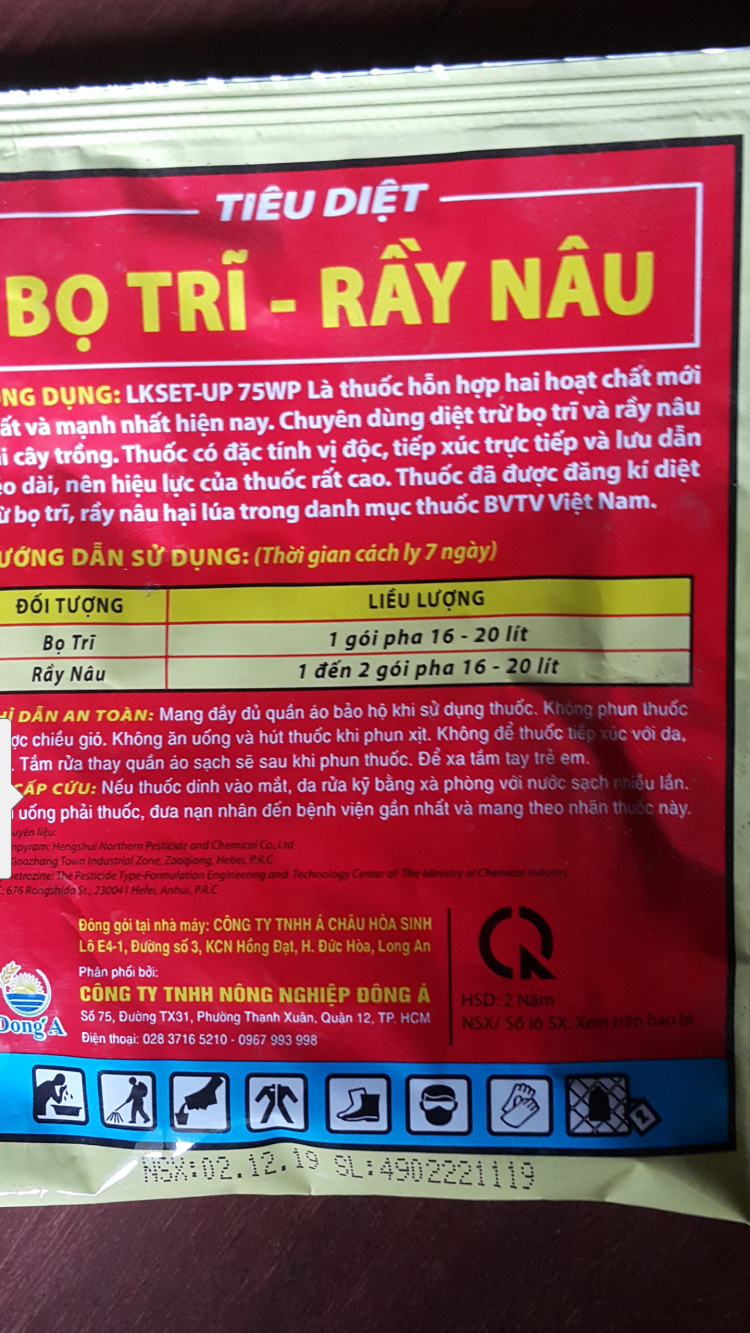 TIÊU DIỆT
BỌ TRĨ - RẦY NÂU
NG DỤNG: LKSET-UP 75WP Là thuốc hỗn hợp hai hoạt chất mới
ất và mạnh nhất hiện nay. Chuyên dùng diệt trừ bọ trĩ và rầy nâu
i cây trồng. Thuốc có đặc tính vị độc, tiếp xúc trực tiếp và lưu dẫn
o dài, nên hiệu lực của thuốc rất cao. Thuốc đã được đăng kí diệt
ừ bọ trĩ, rầy nâu hại lúa trong danh mục thuốc BVTV Việt Nam.
ƯỚNG DẪN SỬ DỤNG: (Thời gian cách ly 7 ngày)
ĐỐI TƯỢNG LIỀU LƯỢNG
Bọ Trĩ 1 gói pha 16 - 20 lít
Rầy Nâu 1 đến 2 gói pha 16 - 20 lít
Ỉ DẪN AN TOÀN: Mang đầy đủ quần áo bảo hộ khi sử dụng thuốc. Không phun thuốc
ợc chiều gió. Không ăn uống và hút thuốc khi phun xịt. Không để thuốc tiếp xúc với da,
. Tắm rửa thay quần áo sạch sẽ sau khi phun thuốc. Để xa tầm tay trẻ em.
CẤP CỨU: Nếu thuốc dính vào mắt, da rửa kỹ bằng xà phòng với nước sạch nhiều lần.
uống phải thuốc, đưa nạn nhân đến bệnh viện gần nhất và mang theo nhãn thuốc này.
uyên liệu:
npyram: Hengshui Northern Pesticide and Chemical Co.,Ltd
Gaozhang Town Industrial Zone, Zaoqiang, Hebei, P.R.C
etrozine: The Pesticide Type-Formulation Engineering and Technology Center of The Ministry of Chemical Industry
C: 676 Rongshida St., 230041 Hefei, Anhui, P.R.C
Đóng gói tại nhà máy: CÔNG TY TNHH Á CHÂU HÓA SINH
Lô E4-1, Đường số 3, KCN Hồng Đạt, H. Đức Hòa, Long An
Phân phối bởi:
CÔNG TY TNHH NÔNG NGHIỆP ĐÔNG Á
Số 75, Đường TX31, Phường Thạnh Xuân, Quận 12, TP. HCM
Điện thoại: 028 3716 5210 - 0967 993 998
Dong'A
HSD: 2 Năm
NSX/ Số lô SX: Xem trên bao bì
NSX:02.12.19 SL:4902221119